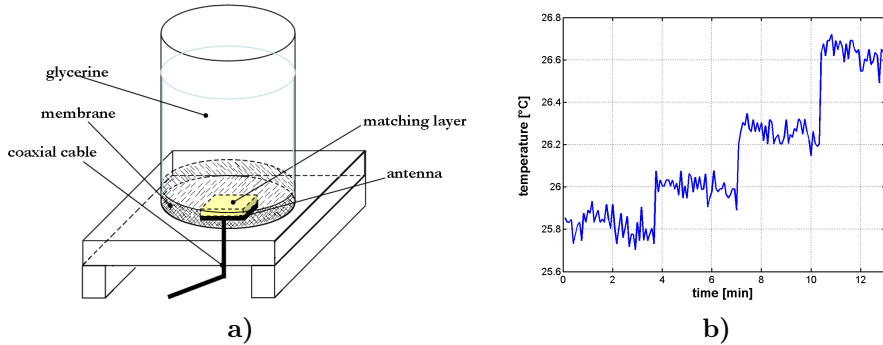 glycerine
membrane
coaxial cable
matching layer
antenna
a)
temperature [°C]
26.8
26.6
26.4
26.2
26
25.8
25.6
0 2 4 6 8 10 12
time [min]
b)